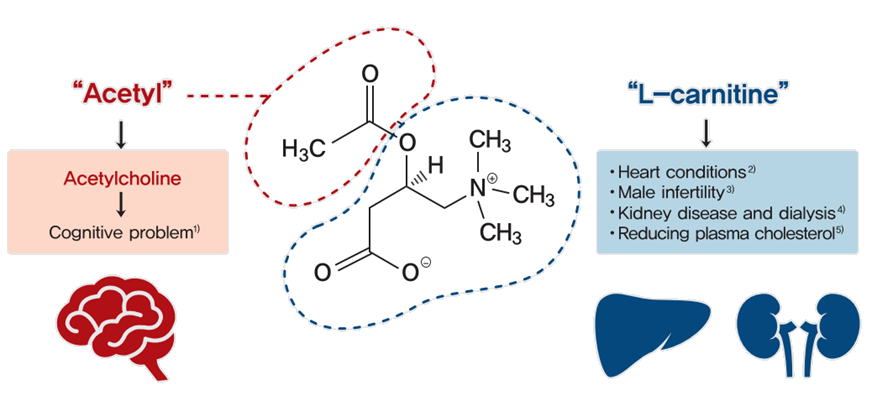 “Acetyl”
Acetylcholine
Cognitive problem¹⁾
O
H₃C
O
H
CH₃
N⊕
CH₃
CH₃
O
O⊖
“L-carnitine”
・Heart conditions²⁾
・Male infertility³⁾
・Kidney disease and dialysis⁴⁾
・Reducing plasma cholesterol⁵⁾